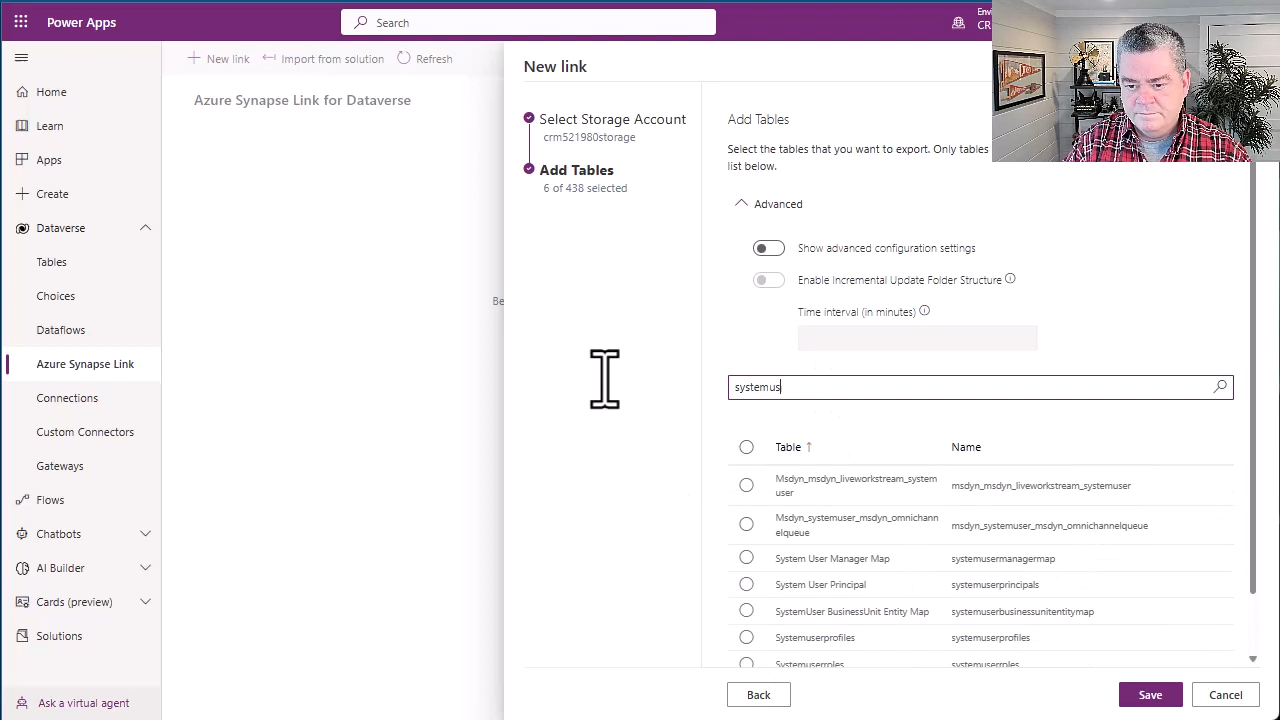 Power Apps
Search
Envi
CR
New link
Import from solution
Refresh
Azure Synapse Link for Dataverse
Be
Home
Learn
Apps
Create
Dataverse
Tables
Choices
Dataflows
Azure Synapse Link
Connections
Custom Connectors
Gateways
Flows
Chatbots
AI Builder
Cards (preview)
Solutions
Ask a virtual agent
New link
Select Storage Account
crm521980storage
Add Tables
6 of 438 selected
Add Tables
Select the tables that you want to export. Only tables
list below.
Advanced
Show advanced configuration settings
Enable Incremental Update Folder Structure
Time interval (in minutes)
systemus
Table ↑ Name
Msdyn_msdyn_liveworkstream_system
user
msdyn_msdyn_liveworkstream_systemuser
Msdyn_systemuser_msdyn_omnichann
elqueue
msdyn_systemuser_msdyn_omnichannelqueue
System User Manager Map systemusermanagermap
System User Principal systemuserprincipals
SystemUser BusinessUnit Entity Map systemuserbusinessunitentitymap
Systemuserprofiles systemuserprofiles
Systemuserroles systemuserroles
Back
Save
Cancel